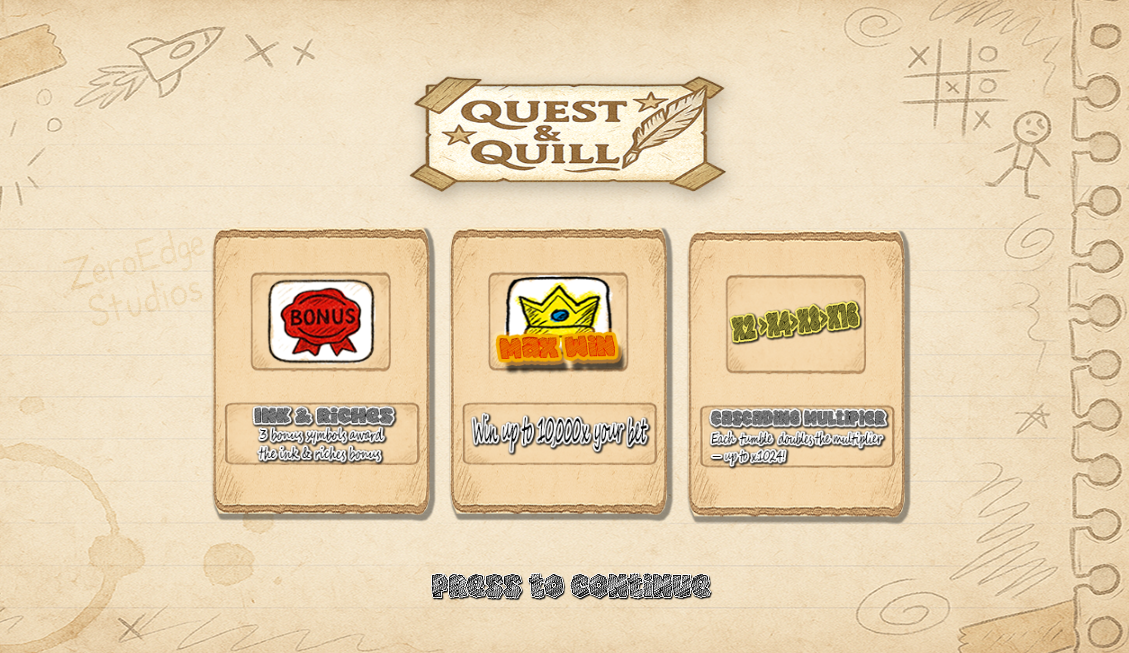 QUEST
&
QUILL
ZeroEdge
Studios
BONUS
MAX WIN
X2>X4>X8>X16
INK & RICHES
3 bonus symbols award
the ink & riches bonus
Win up to 10,000x your bet
CASCADING MULTIPIER
Each tumble doubles the multiplier
– up to x1024!
PRESS TO CONTINUE